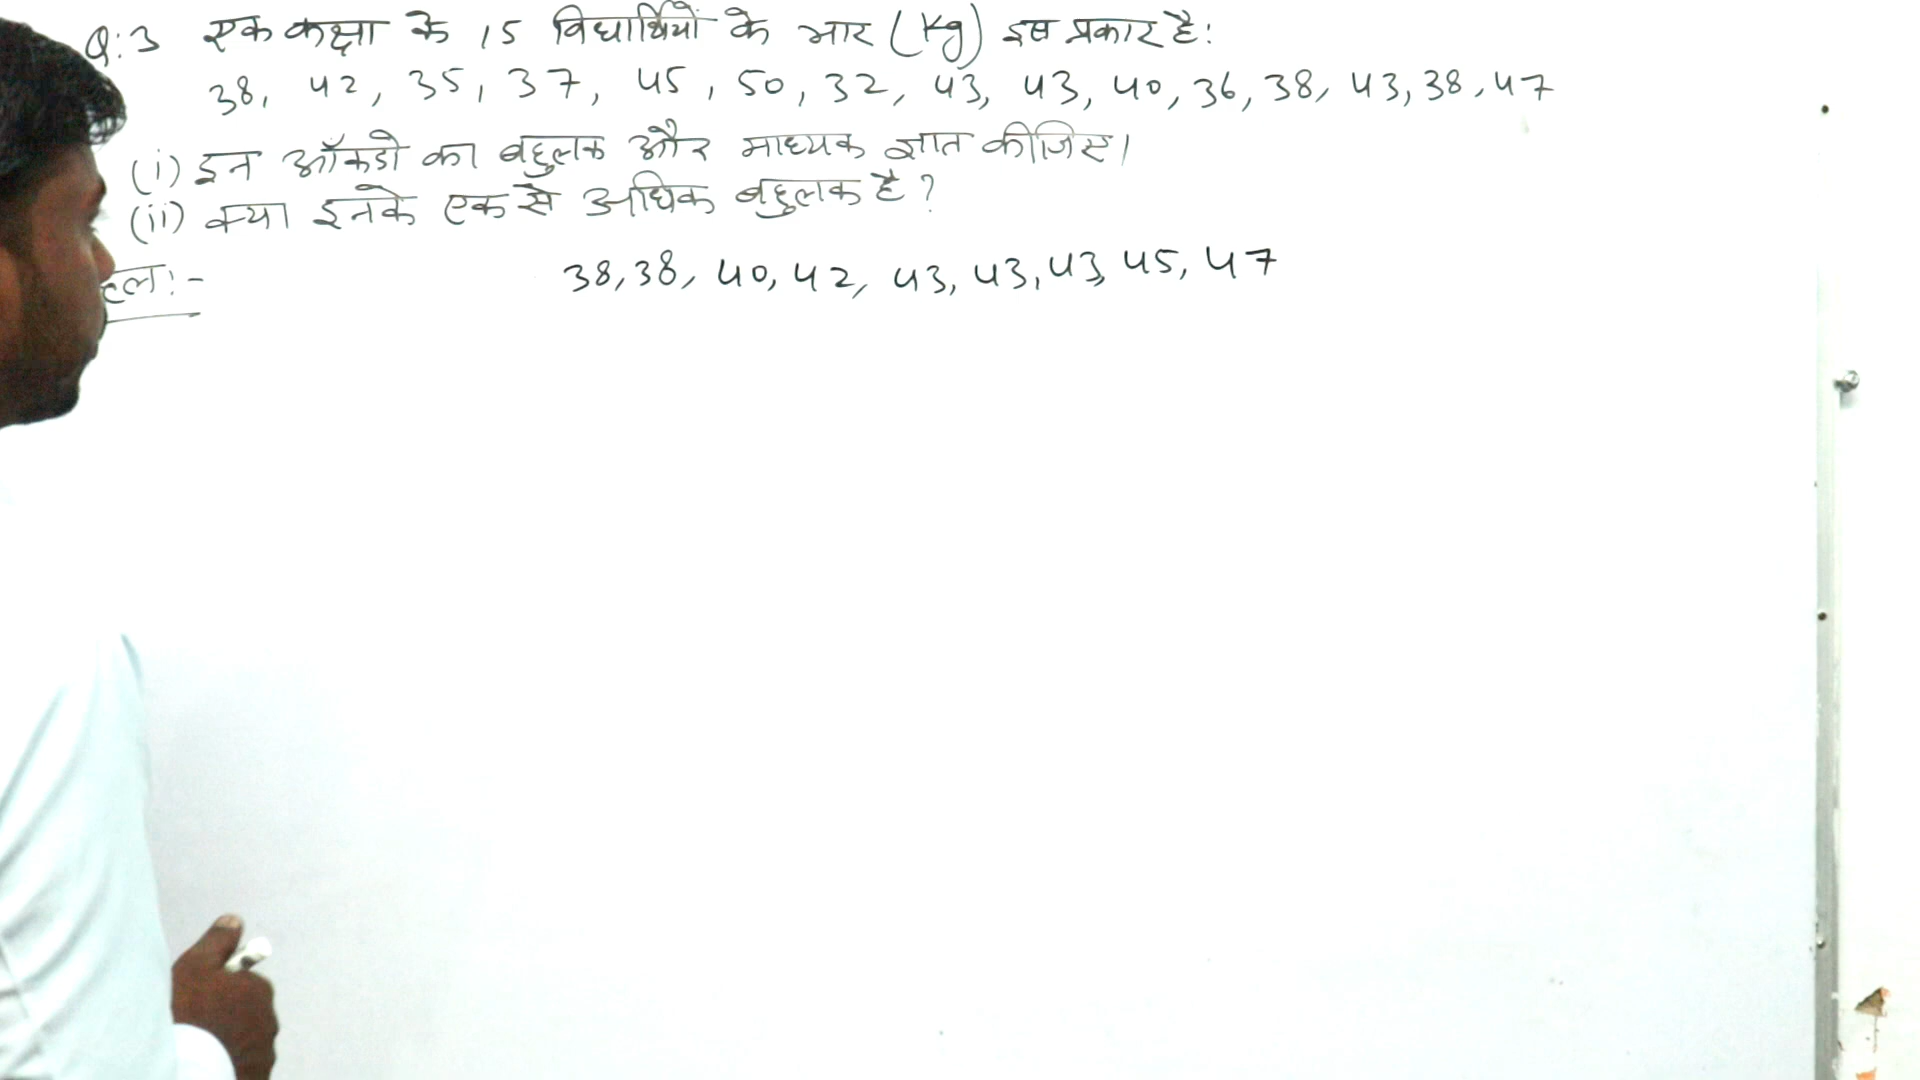 Q:3 एक कक्षा के 15 विद्यार्थियों के भार (Kg) इस प्रकार है:
38, 42, 35, 37, 45, 50, 32, 43, 43, 40, 36, 38, 43, 38, 47
(i) इन आँकडो का बहुलक और माध्यक ज्ञात कीजिए।
(ii) क्या इनके एक से अधिक बहुलक है?
हल:-
38, 38, 40, 42, 43, 43, 43, 45, 47